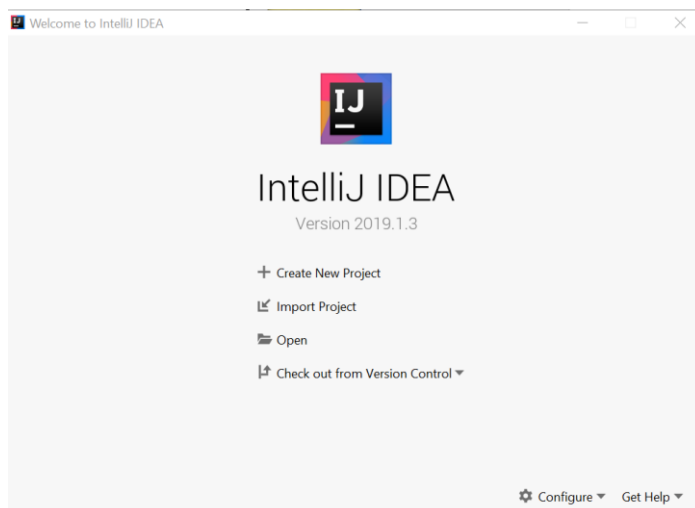 Welcome to IntelliJ IDEA
IJ
IntelliJ IDEA
Version 2019.1.3
Create New Project
Import Project
Open
Check out from Version Control
Configure Get Help